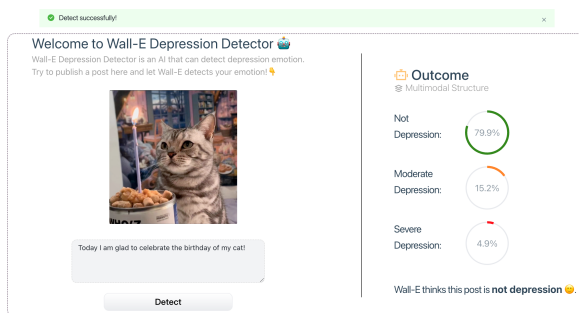 Detect successfully!
Welcome to Wall-E Depression Detector
Wall-E Depression Detector is an AI that can detect depression emotion.
Try to publish a post here and let Wall-E detects your emotion!
Today I am glad to celebrate the birthday of my cat!
Detect
Outcome
Multimodal Structure
Not
Depression:
79.9%
Moderate
Depression:
15.2%
Severe
Depression:
4.9%
Wall-E thinks this post is not depression 😊.